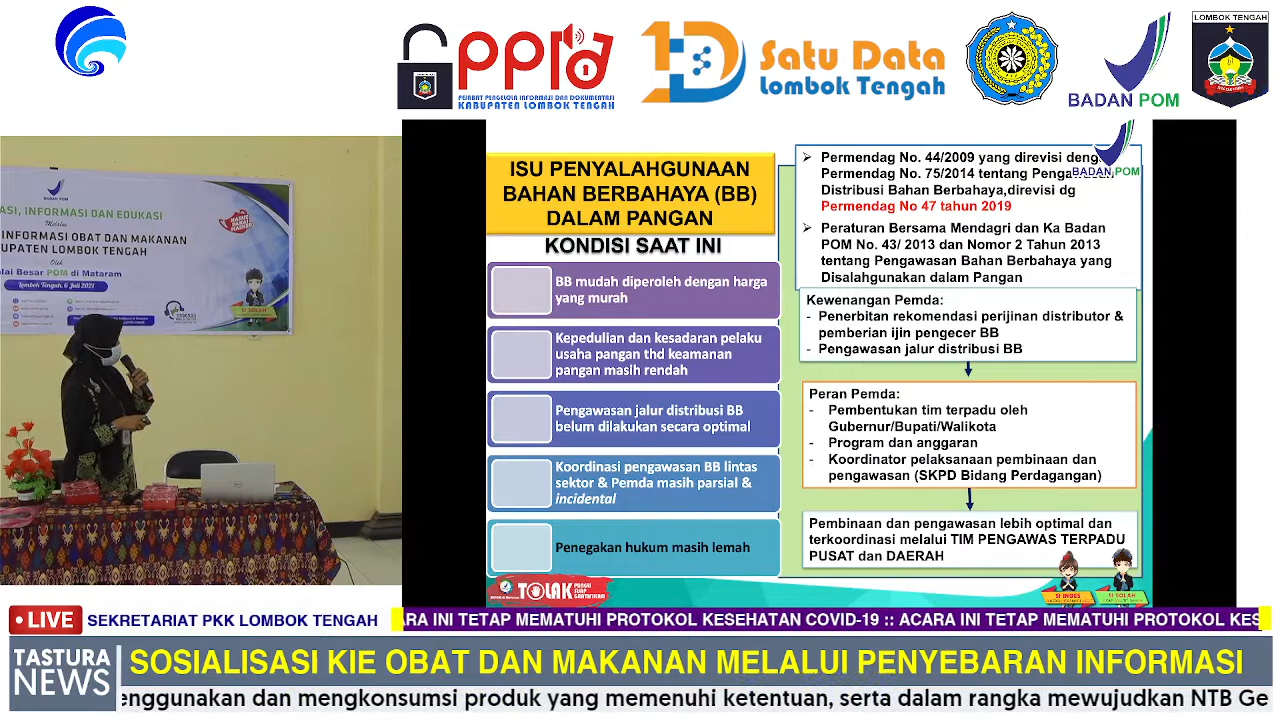 PPID
PEJABAT PENGELOLA INFORMASI DAN DOKUMENTASI
KABUPATEN LOMBOK TENGAH
Satu Data
Lombok Tengah
BADAN POM
LOMBOK TENGAH
BADAN POM
ASI, INFORMASI DAN EDUKASI
Melalui
INFORMASI OBAT DAN MAKANAN
UPATEN LOMBOK TENGAH
Oleh
alai Besar POM di Mataram
Lombok Tengah, 6 Juli 2021
SI SOLAH
ISU PENYALAHGUNAAN
BAHAN BERBAHAYA (BB)
DALAM PANGAN
KONDISI SAAT INI
BB mudah diperoleh dengan harga
yang murah
Kepedulian dan kesadaran pelaku
usaha pangan thd keamanan
pangan masih rendah
Pengawasan jalur distribusi BB
belum dilakukan secara optimal
Koordinasi pengawasan BB lintas
sektor & Pemda masih parsial &
incidental
Penegakan hukum masih lemah
TOLAK
BADAN POM
➢ Permendag No. 44/2009 yang direvisi deng
Permendag No. 75/2014 tentang Penga
Distribusi Bahan Berbahaya,direvisi dg
Permendag No 47 tahun 2019
➢ Peraturan Bersama Mendagri dan Ka Badan
POM No. 43/ 2013 dan Nomor 2 Tahun 2013
tentang Pengawasan Bahan Berbahaya yang
Disalahgunakan dalam Pangan
Kewenangan Pemda:
- Penerbitan rekomendasi perijinan distributor &
pemberian ijin pengecer BB
- Pengawasan jalur distribusi BB
Peran Pemda:
- Pembentukan tim terpadu oleh
Gubernur/Bupati/Walikota
- Program dan anggaran
- Koordinator pelaksanaan pembinaan dan
pengawasan (SKPD Bidang Perdagangan)
Pembinaan dan pengawasan lebih optimal dan
terkoordinasi melalui TIM PENGAWAS TERPADU
PUSAT dan DAERAH
SI INGES
SI SOLAH
• LIVE
SEKRETARIAT PKK LOMBOK TENGAH
ARA INI TETAP MEMATUHI PROTOKOL KESEHATAN COVID-19 :: ACARA INI TETAP MEMATUHI PROTOKOL KES
TASTURA
NEWS
SOSIALISASI KIE OBAT DAN MAKANAN MELALUI PENYEBARAN INFORMASI
enggunakan dan mengkonsumsi produk yang memenuhi ketentuan, serta dalam rangka mewujudkan NTB Ge